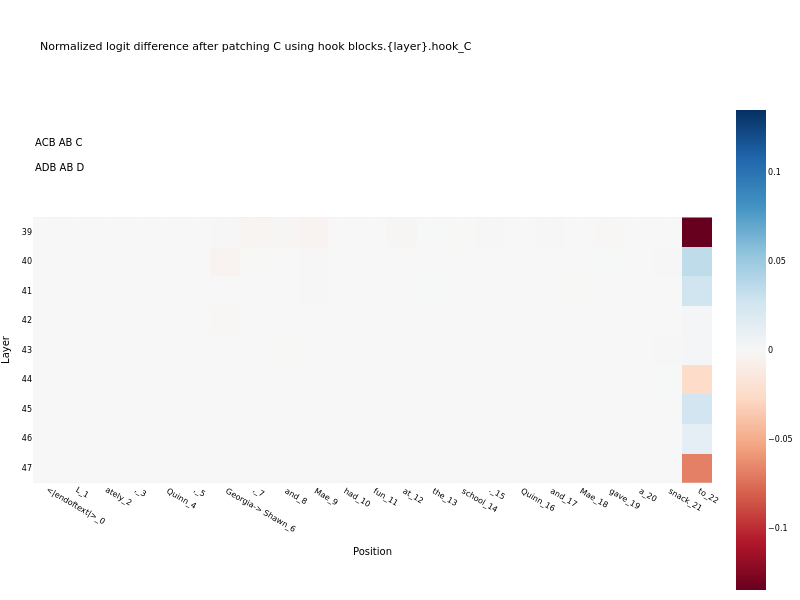 Normalized logit difference after patching C using hook blocks.{layer}.hook_C
ACB AB C
ADB AB D
0.1
0.05
0
−0.05
−0.1
Layer
39
40
41
42
43
44
45
46
47
<|endoftext|>_0
L_1
ately_2
,_3
Quinn_4
,_5
Georgia-> Shawn_6
,_7
and_8
Mae_9
had_10
fun_11
at_12
the_13
school_14
._15
Quinn_16
and_17
Mae_18
gave_19
a_20
snack_21
to_22
Position